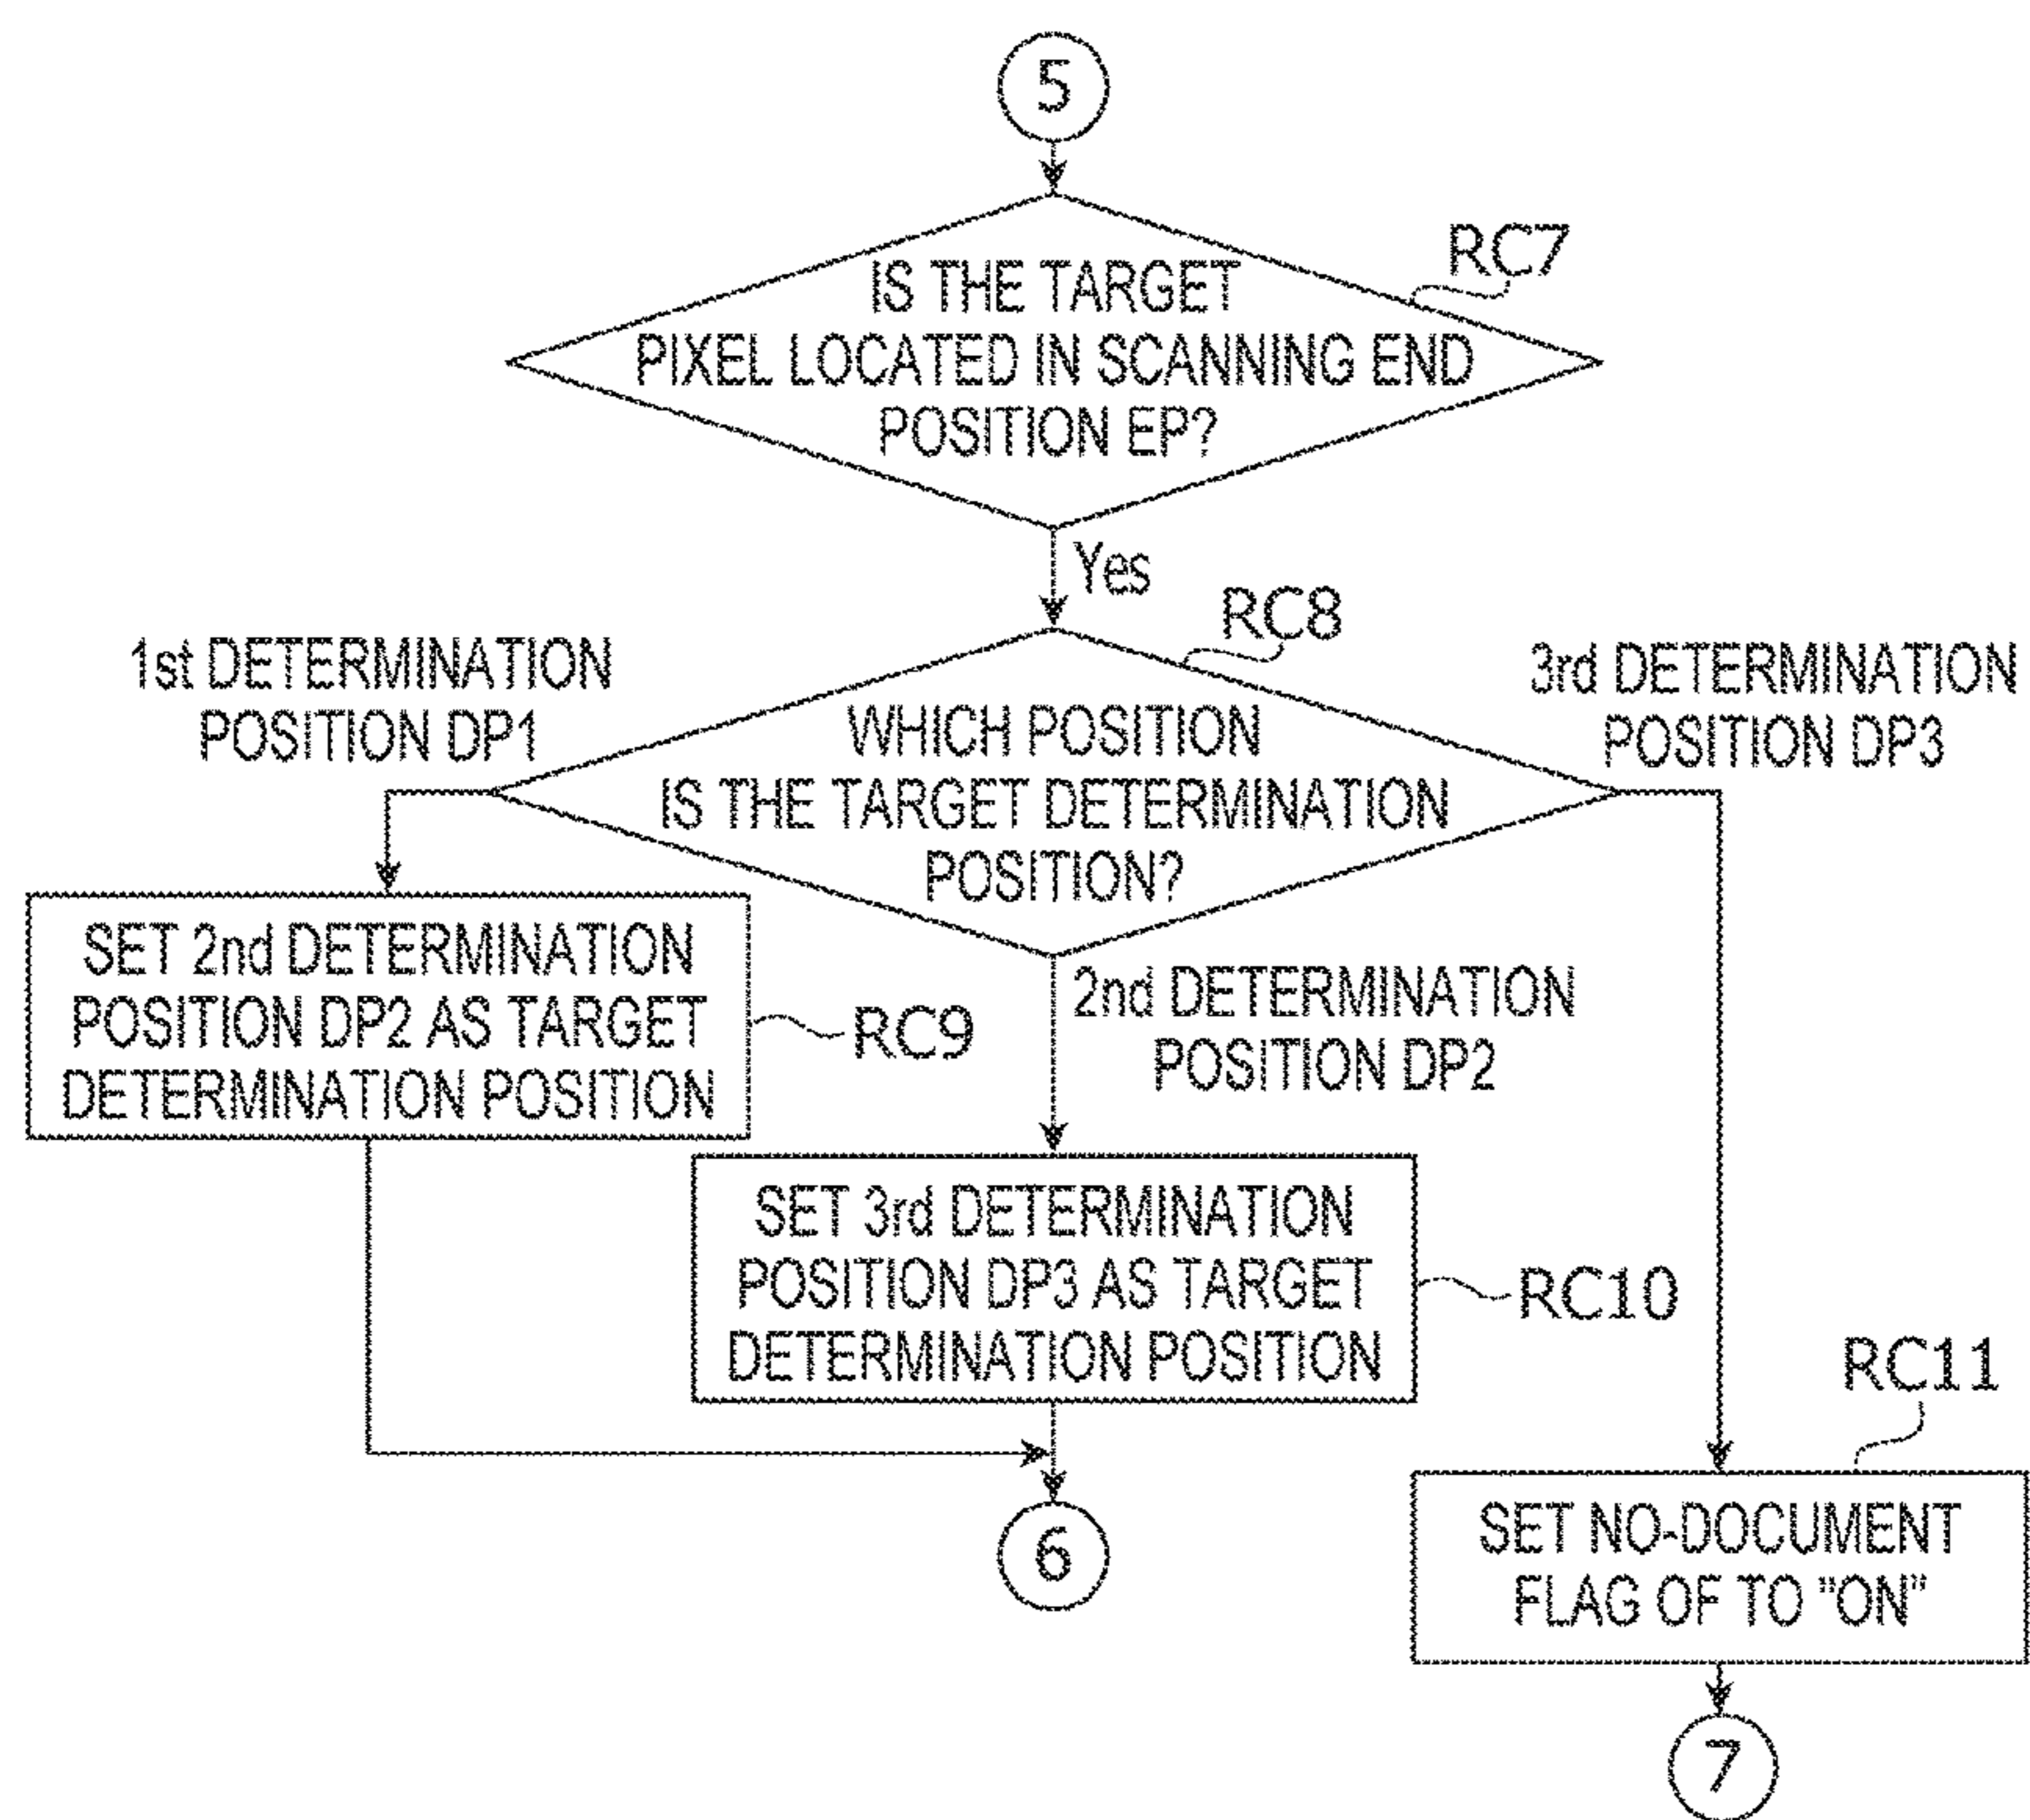 5
RC7
IS THE TARGET
PIXEL LOCATED IN SCANNING END
POSITION EP?
Yes
RC8
1st DETERMINATION
POSITION DP1
3rd DETERMINATION
POSITION DP3
WHICH POSITION
IS THE TARGET DETERMINATION
POSITION?
SET 2nd DETERMINATION
POSITION DP2 AS TARGET
DETERMINATION POSITION
RC9
2nd DETERMINATION
POSITION DP2
SET 3rd DETERMINATION
POSITION DP3 AS TARGET
DETERMINATION POSITION
RC10
RC11
SET NO-DOCUMENT
FLAG OF TO "ON"
6
7